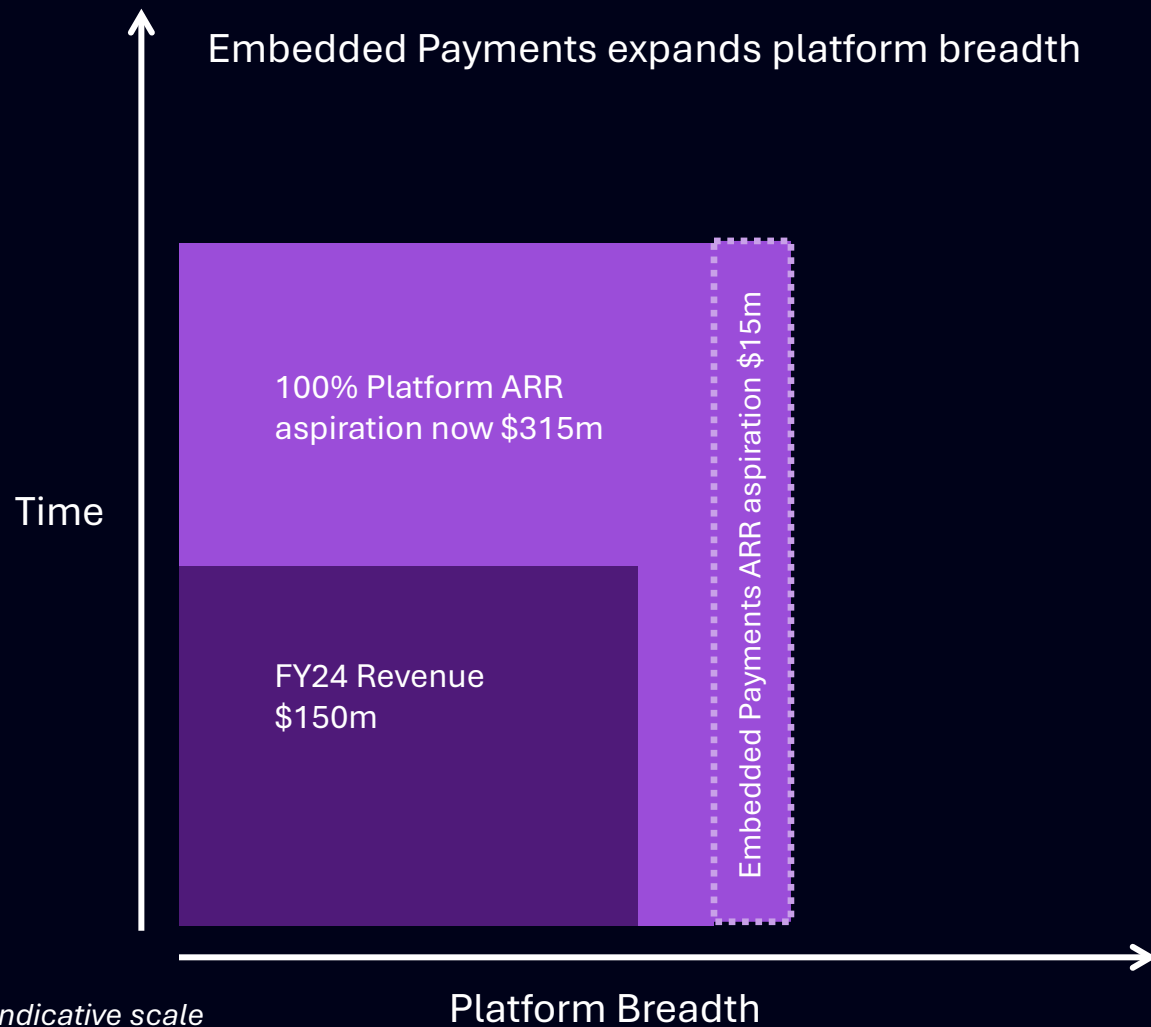 Embedded Payments expands platform breadth
100% Platform ARR
aspiration now $315m
Embedded Payments ARR aspiration $15m
Time
FY24 Revenue
$150m
Platform Breadth
ndicative scale